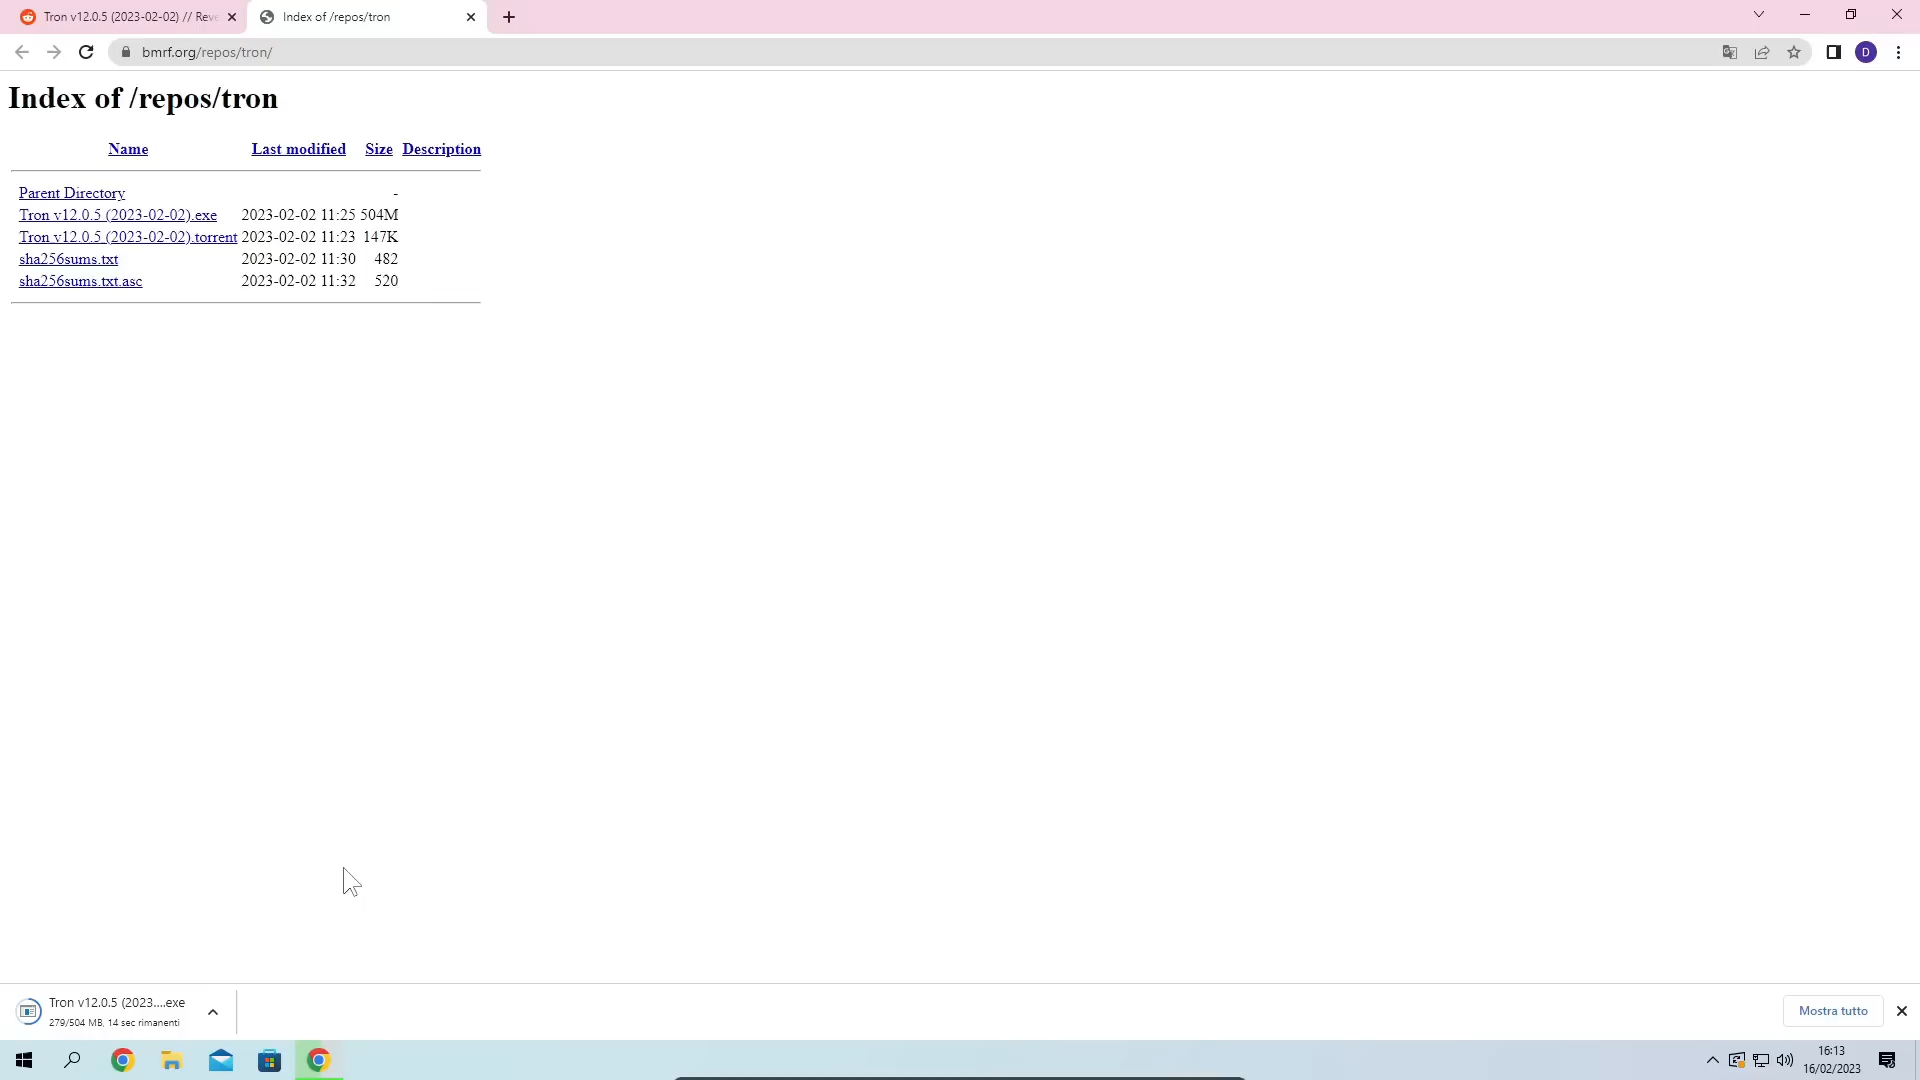 Tron v12.0.5 (2023-02-02) // Reve
Index of /repos/tron
bmrf.org/repos/tron/
D
Index of /repos/tron
Name Last modified Size Description
Parent Directory -
Tron v12.0.5 (2023-02-02).exe 2023-02-02 11:25 504M
Tron v12.0.5 (2023-02-02).torrent 2023-02-02 11:23 147K
sha256sums.txt 2023-02-02 11:30 482
sha256sums.txt.asc 2023-02-02 11:32 520
Tron v12.0.5 (2023....exe
279/504 MB, 14 sec rimanenti
Mostra tutto
16:13
16/02/2023